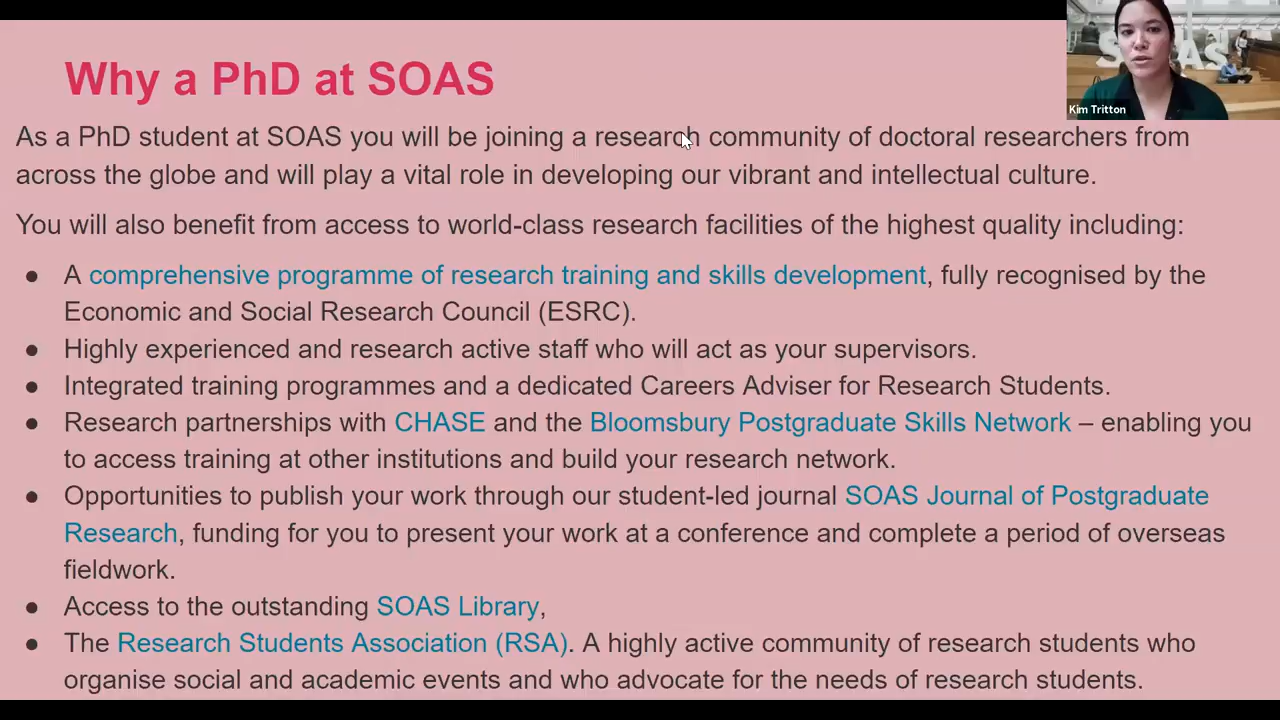 Why a PhD at SOAS
SOAS
Kim Tritton
As a PhD student at SOAS you will be joining a research community of doctoral researchers from
across the globe and will play a vital role in developing our vibrant and intellectual culture.
You will also benefit from access to world-class research facilities of the highest quality including:
● A comprehensive programme of research training and skills development, fully recognised by the
Economic and Social Research Council (ESRC).
● Highly experienced and research active staff who will act as your supervisors.
● Integrated training programmes and a dedicated Careers Adviser for Research Students.
● Research partnerships with CHASE and the Bloomsbury Postgraduate Skills Network – enabling you
to access training at other institutions and build your research network.
● Opportunities to publish your work through our student-led journal SOAS Journal of Postgraduate
Research, funding for you to present your work at a conference and complete a period of overseas
fieldwork.
● Access to the outstanding SOAS Library,
● The Research Students Association (RSA). A highly active community of research students who
organise social and academic events and who advocate for the needs of research students.